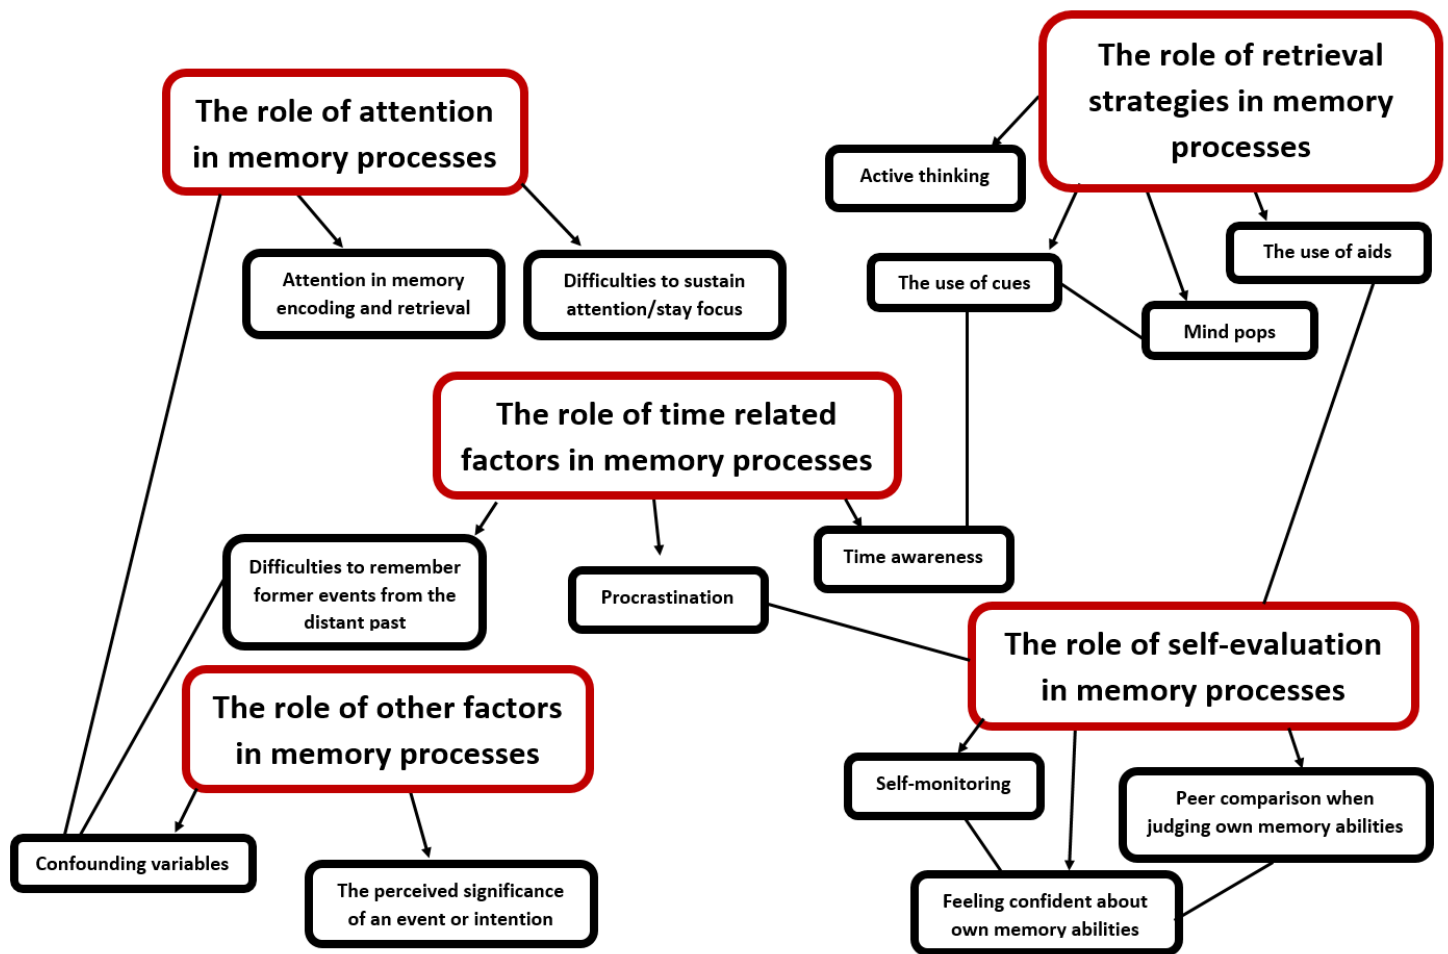 The role of attention
in memory processes
Attention in memory
encoding and retrieval
Difficulties to sustain
attention/stay focus
The role of retrieval
strategies in memory
processes
Active thinking
The use of cues
Mind pops
The use of aids
The role of time related
factors in memory processes
Difficulties to remember
former events from the
distant past
Procrastination
Time awareness
The role of other factors
in memory processes
Confounding variables
The perceived significance
of an event or intention
The role of self-evaluation
in memory processes
Self-monitoring
Feeling confident about
own memory abilities
Peer comparison when
judging own memory abilities